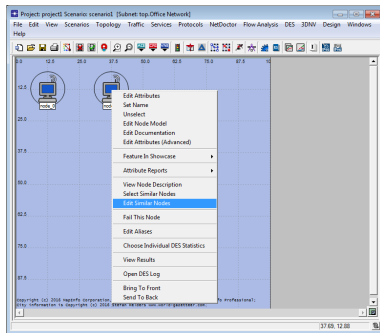 Project: project1 Scenario: scenario1 [Subnet: top.Office Network]
File Edit View Scenarios Topology Traffic Services Protocols NetDoctor Flow Analysis DES 3DNV Design Windows
Help
0.0 12.5 25.0 37.5 50.0 62.5 75.0 87.5
12.5
25.0
37.5
50.0
62.5
75.0
87.5
node_0
Edit Attributes
Set Name
Unselect
Edit Node Model
Edit Documentation
Edit Attributes (Advanced)
Feature In Showcase
Attribute Reports
View Node Description
Select Similar Nodes
Edit Similar Nodes
Fail This Node
Edit Aliases
Choose Individual DES Statistics
View Results
Open DES Log
Bring To Front
Send To Back
37.69, 12.88